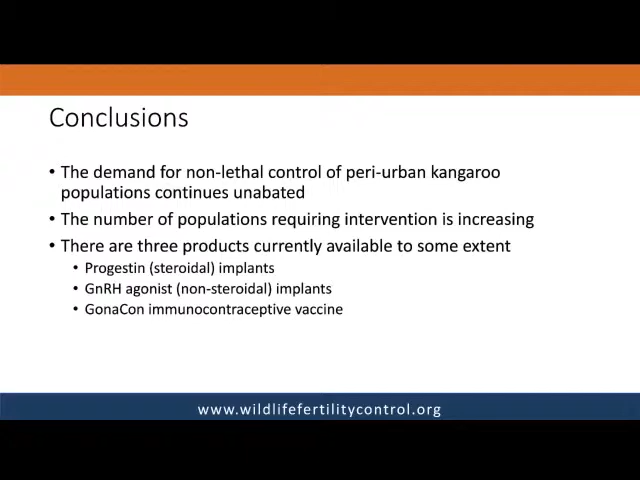 Conclusions
• The demand for non-lethal control of peri-urban kangaroo
populations continues unabated
• The number of populations requiring intervention is increasing
• There are three products currently available to some extent
• Progestin (steroidal) implants
• GnRH agonist (non-steroidal) implants
• GonaCon immunocontraceptive vaccine
www.wildlifefertilitycontrol.org